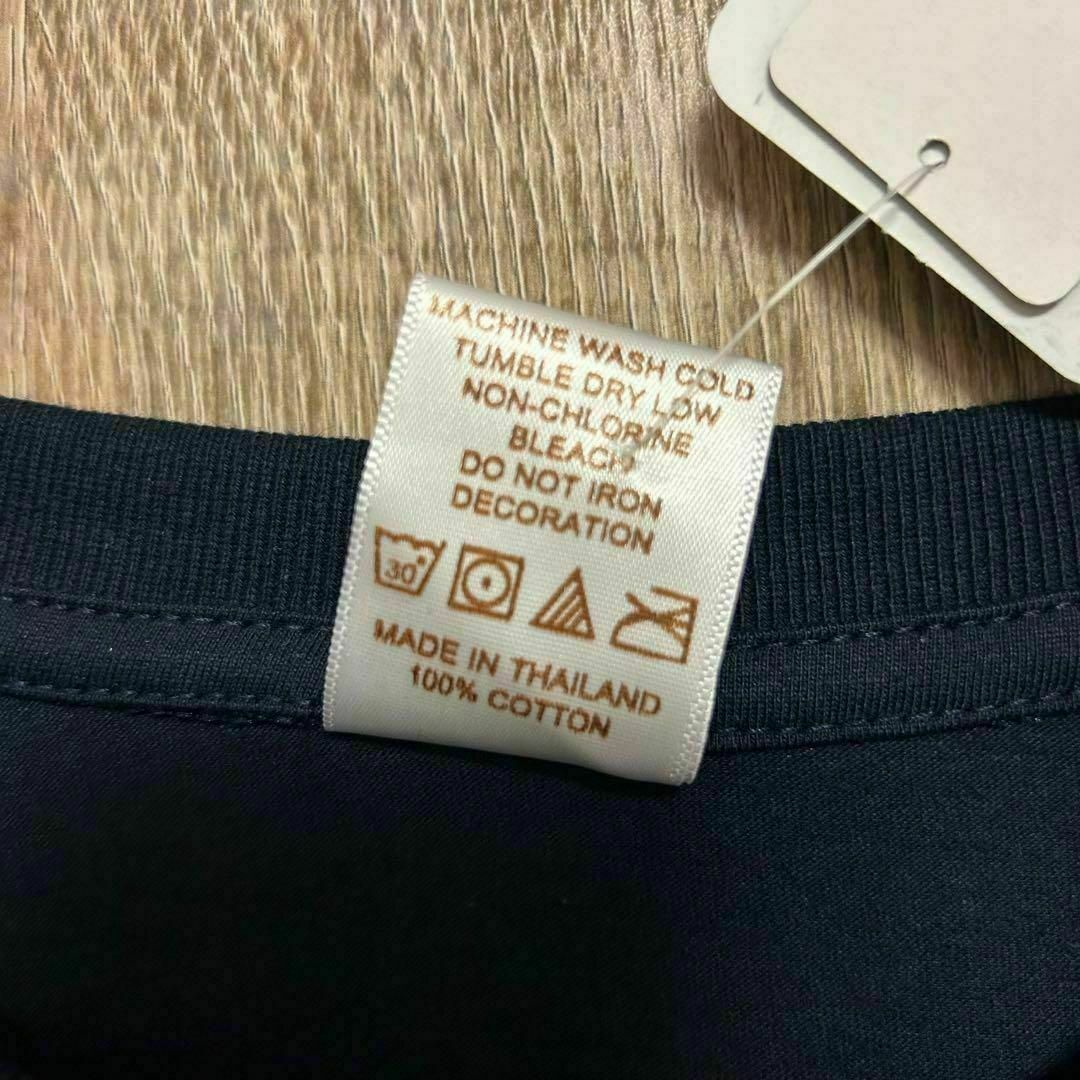 MACHINE WASH COLD
TUMBLE DRY LOW
NON-CHLORINE
BLEACH
DO NOT IRON
DECORATION
30°
MADE IN THAILAND
100% COTTON